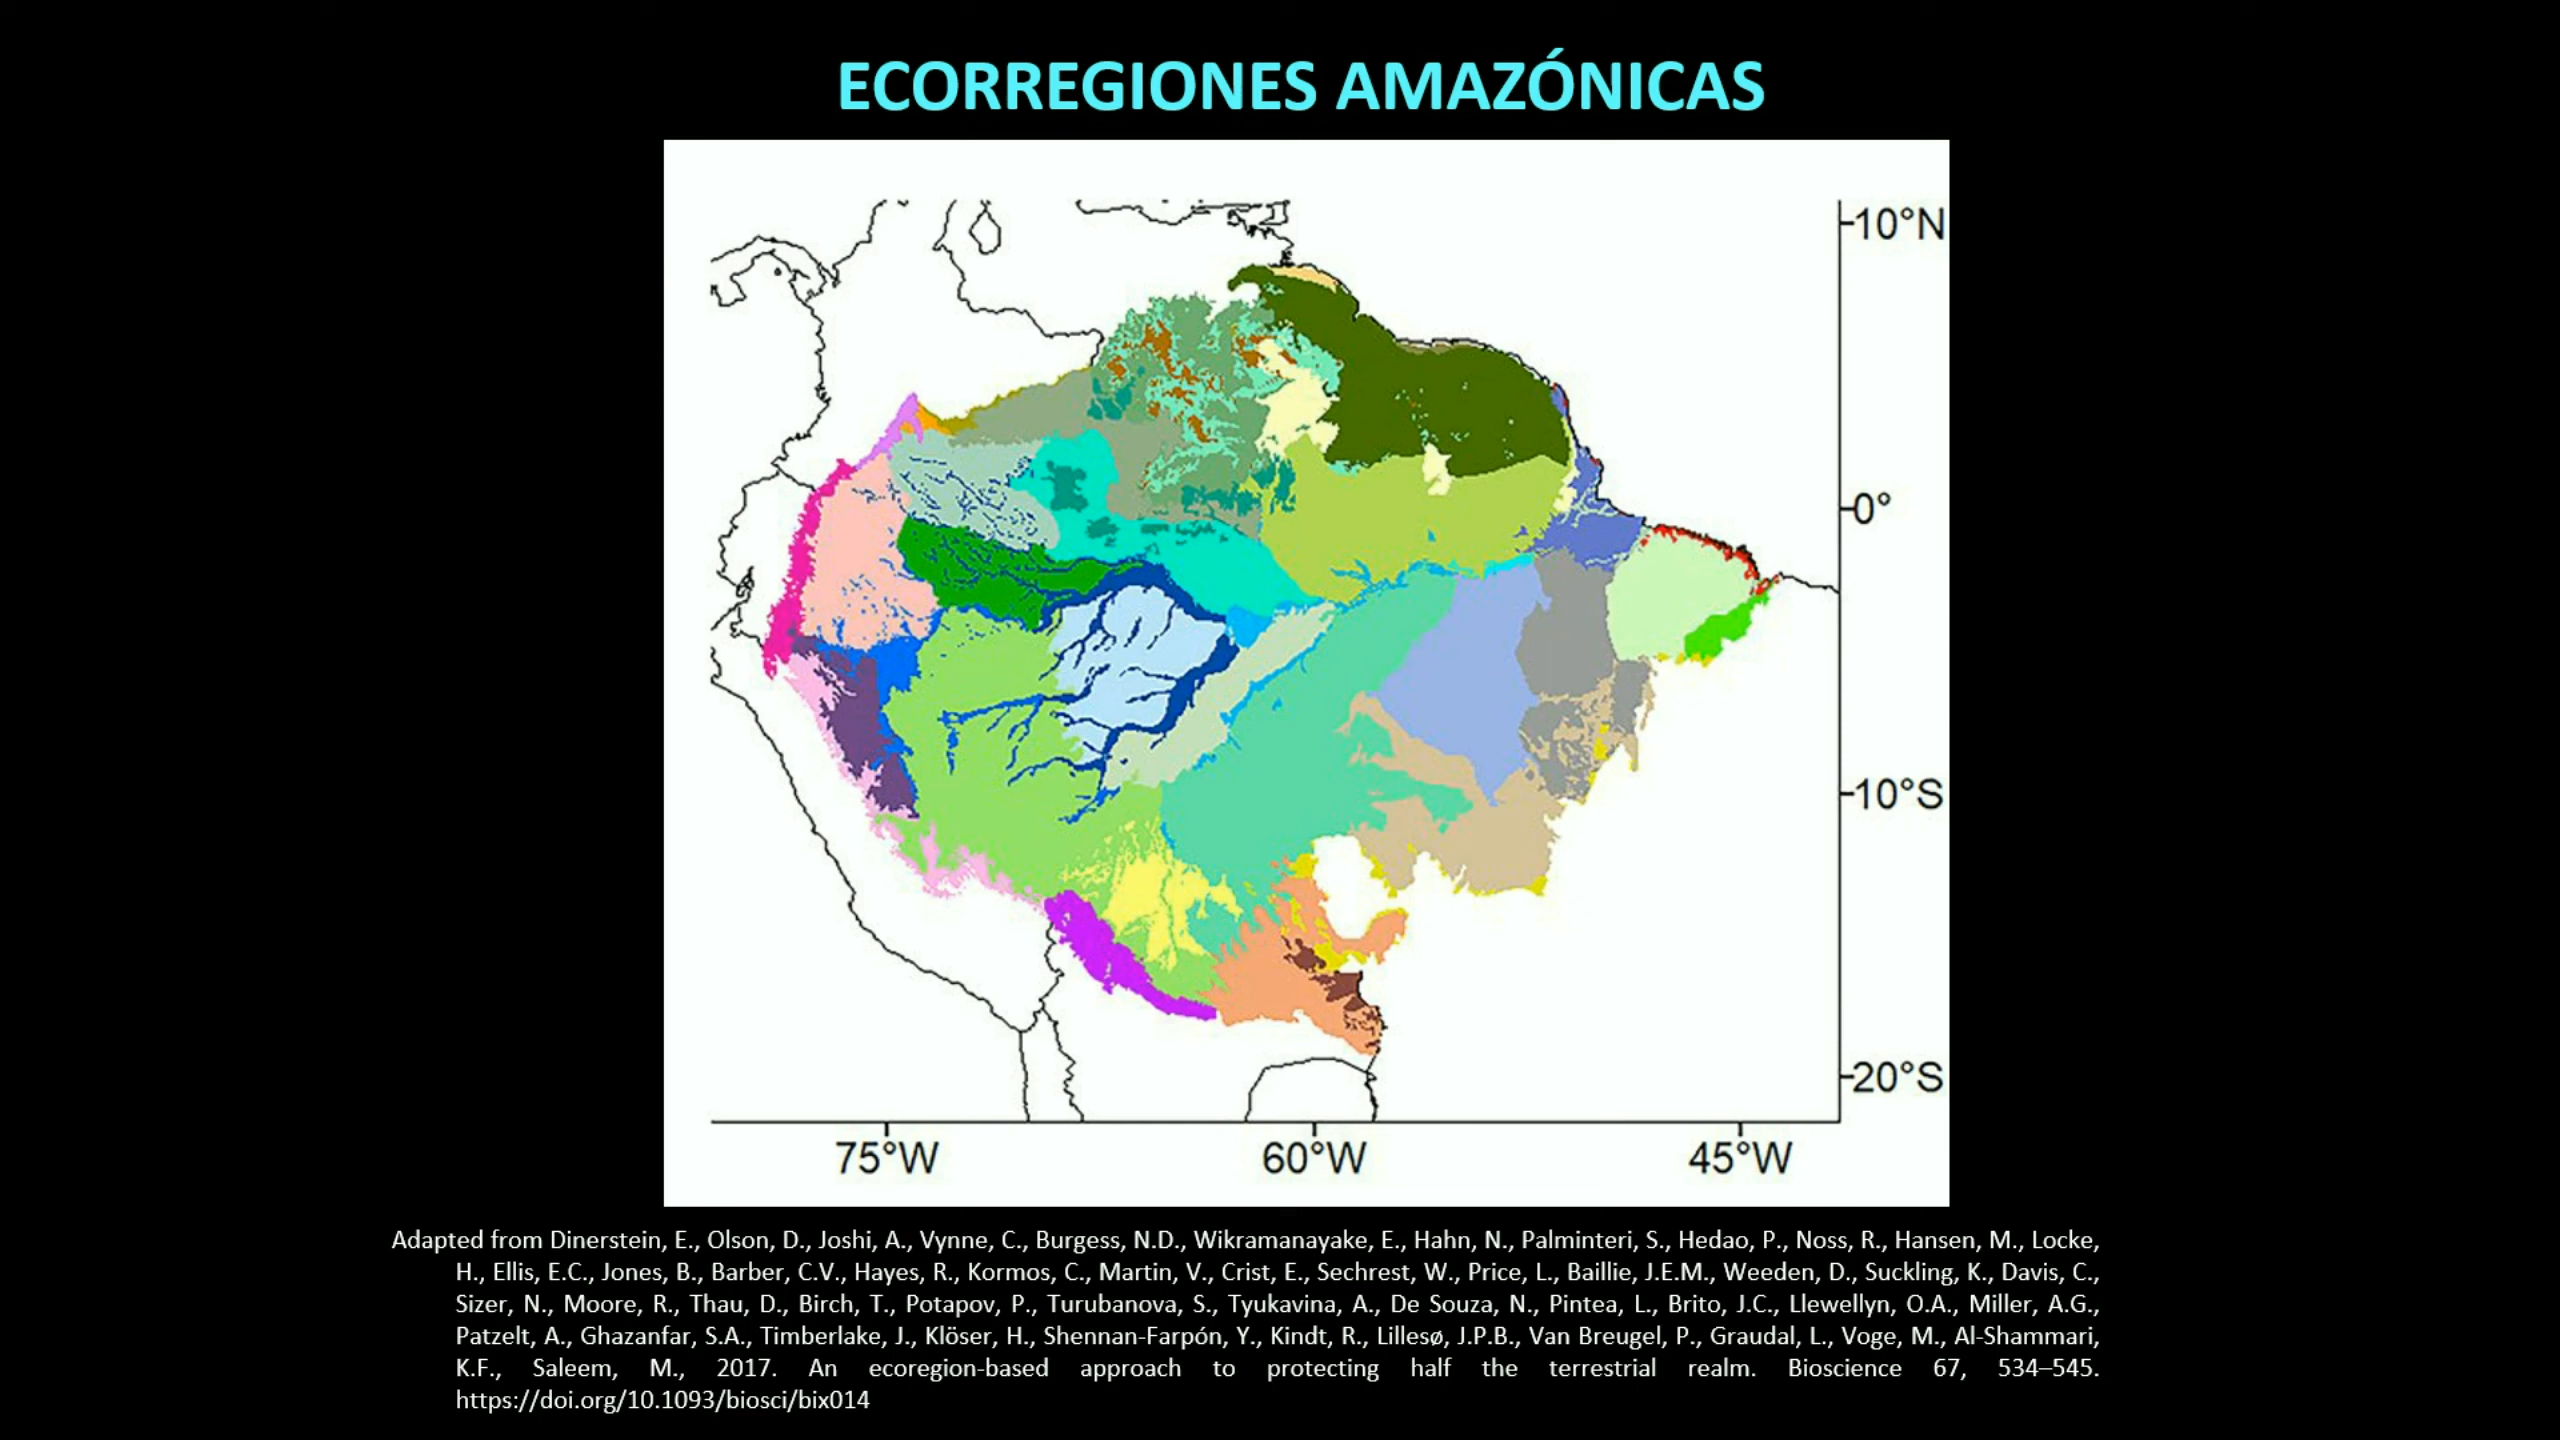 ECORREGIONES AMAZÓNICAS
10°N
0°
10°S
20°S
75°W 60°W 45°W
Adapted from Dinerstein, E., Olson, D., Joshi, A., Vynne, C., Burgess, N.D., Wikramanayake, E., Hahn, N., Palminteri, S., Hedao, P., Noss, R., Hansen, M., Locke,
H., Ellis, E.C., Jones, B., Barber, C.V., Hayes, R., Kormos, C., Martin, V., Crist, E., Sechrest, W., Price, L., Baillie, J.E.M., Weeden, D., Suckling, K., Davis, C.,
Sizer, N., Moore, R., Thau, D., Birch, T., Potapov, P., Turubanova, S., Tyukavina, A., De Souza, N., Pintea, L., Brito, J.C., Llewellyn, O.A., Miller, A.G.,
Patzelt, A., Ghazanfar, S.A., Timberlake, J., Klöser, H., Shennan-Farpón, Y., Kindt, R., Lillesø, J.P.B., Van Breugel, P., Graudal, L., Voge, M., Al-Shammari,
K.F., Saleem, M., 2017. An ecoregion-based approach to protecting half the terrestrial realm. Bioscience 67, 534–545.
https://doi.org/10.1093/biosci/bix014